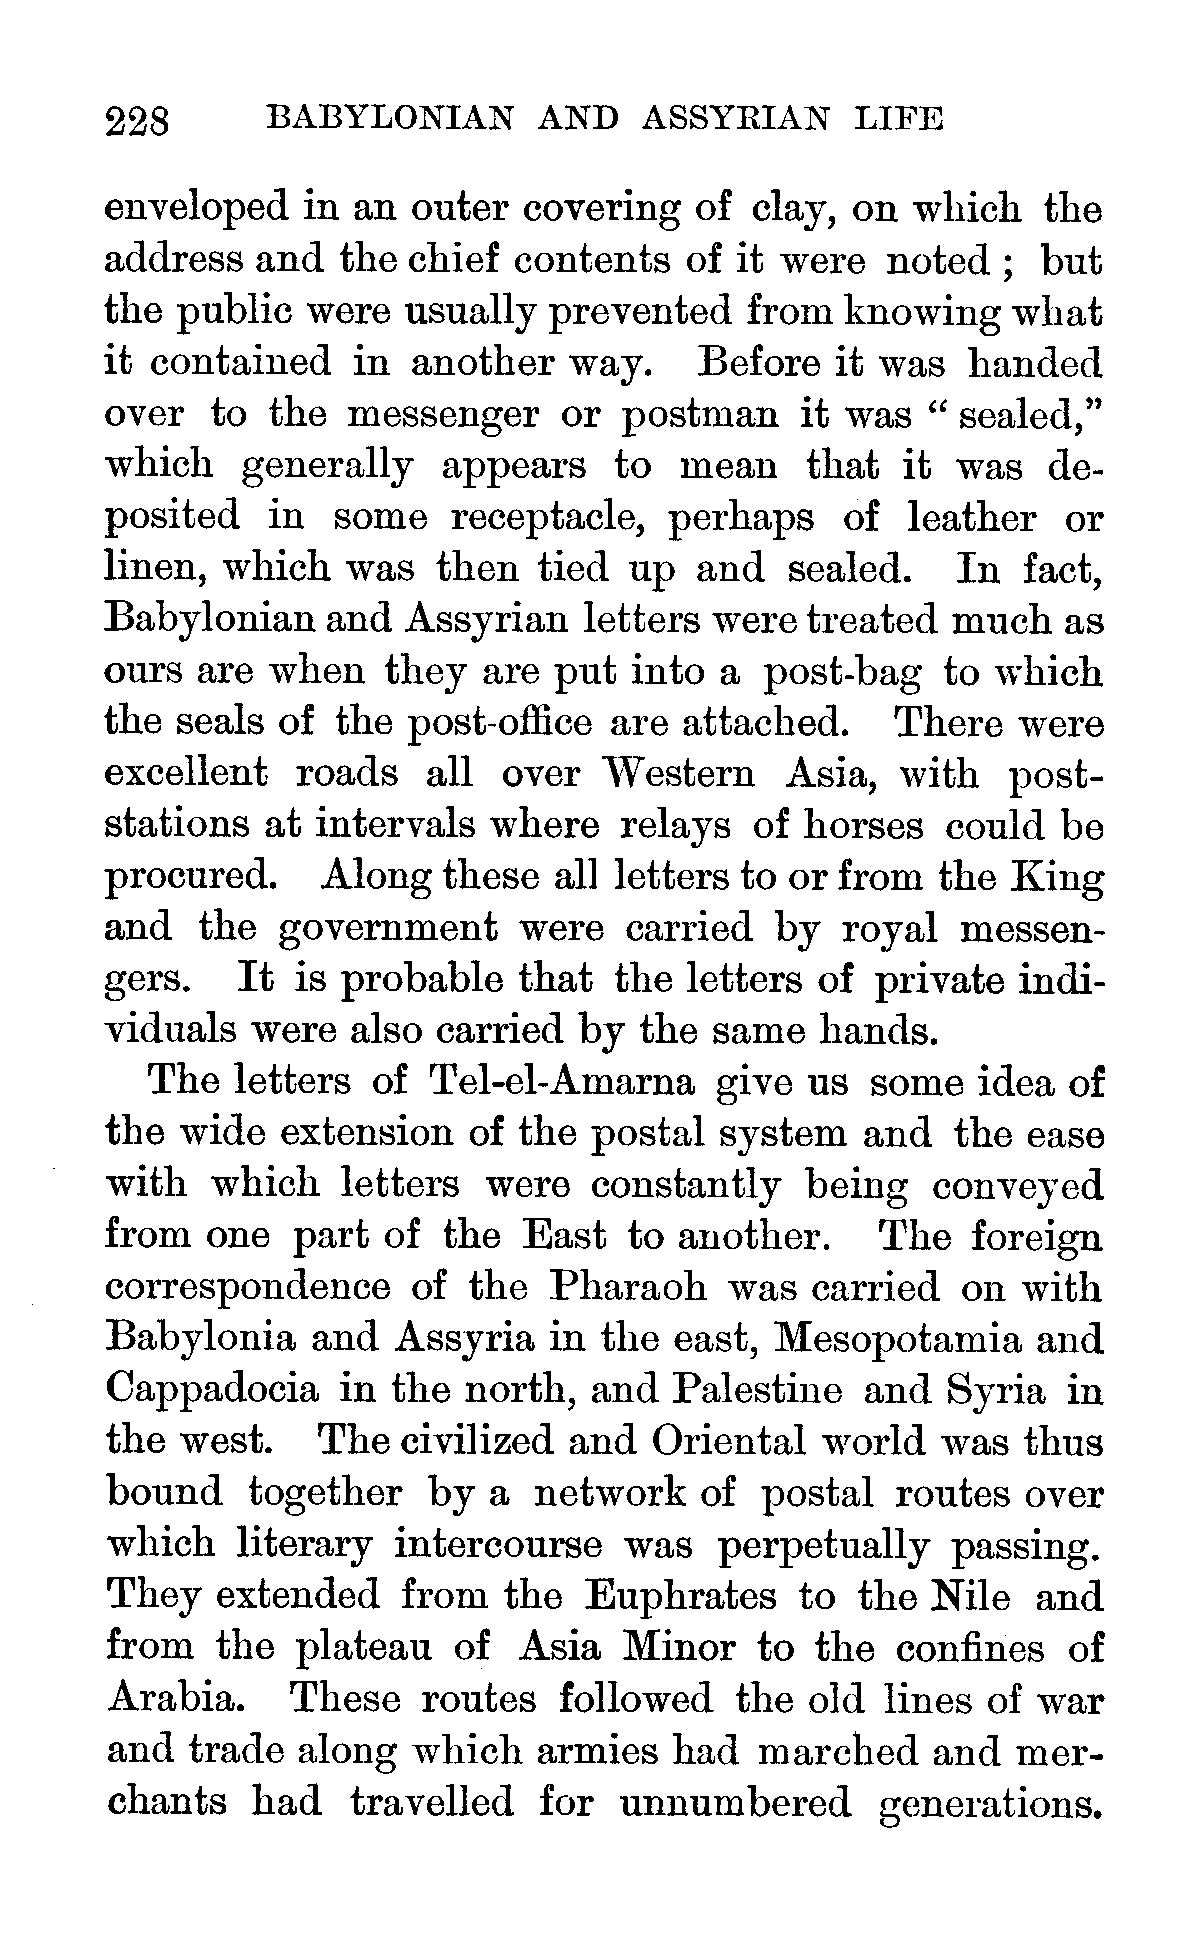 228 BABYLONIAN AND ASSYRIAN LIFE
enveloped in an outer covering of clay, on which the
address and the chief contents of it were noted ; but
the public were usually prevented from knowing what
it contained in another way. Before it was handed
over to the messenger or postman it was “ sealed,”
which generally appears to mean that it was de-
posited in some receptacle, perhaps of leather or
linen, which was then tied up and sealed. In fact,
Babylonian and Assyrian letters were treated much as
ours are when they are put into a post-bag to which
the seals of the post-office are attached. There were
excellent roads all over Western Asia, with post-
stations at intervals where relays of horses could be
procured. Along these all letters to or from the King
and the government were carried by royal messen-
gers. It is probable that the letters of private indi-
viduals were also carried by the same hands.
The letters of Tel-el-Amarna give us some idea of
the wide extension of the postal system and the ease
with which letters were constantly being conveyed
from one part of the East to another. The foreign
correspondence of the Pharaoh was carried on with
Babylonia and Assyria in the east, Mesopotamia and
Cappadocia in the north, and Palestine and Syria in
the west. The civilized and Oriental world was thus
bound together by a network of postal routes over
which literary intercourse was perpetually passing.
They extended from the Euphrates to the Nile and
from the plateau of Asia Minor to the confines of
Arabia. These routes followed the old lines of war
and trade along which armies had marched and mer-
chants had travelled for unnumbered generations.